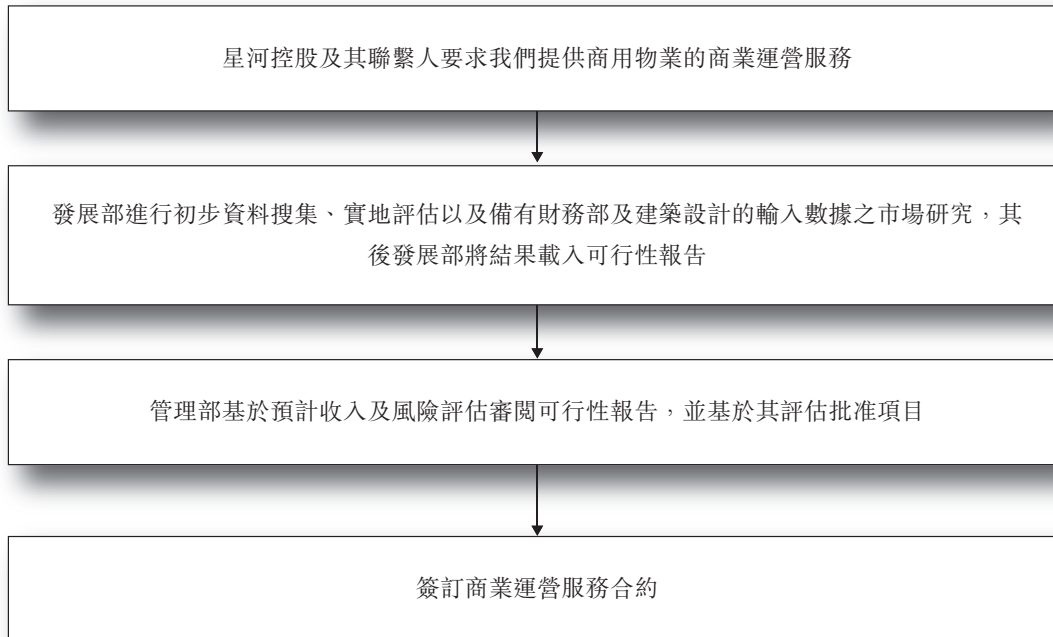 星河控股及其聯繫人要求我們提供商用物業的商業運營服務
發展部進行初步資料搜集、實地評估以及備有財務部及建築設計的輸入數據之市場研究，其
後發展部將結果載入可行性報告
管理部基於預計收入及風險評估審閱可行性報告，並基於其評估批准項目
簽訂商業運營服務合約